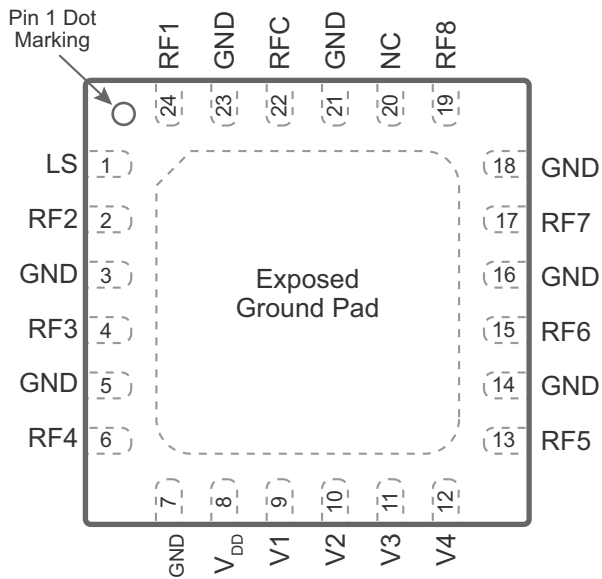 Pin 1 Dot
Marking
RF1
GND
RFC
GND
NC
RF8
24
23
22
21
20
19
LS 1
RF2 2
GND 3
RF3 4
GND 5
RF4 6
18 GND
17 RF7
16 GND
15 RF6
14 GND
13 RF5
Exposed
Ground Pad
7
8
9
10
11
12
GND
VDD
V1
V2
V3
V4